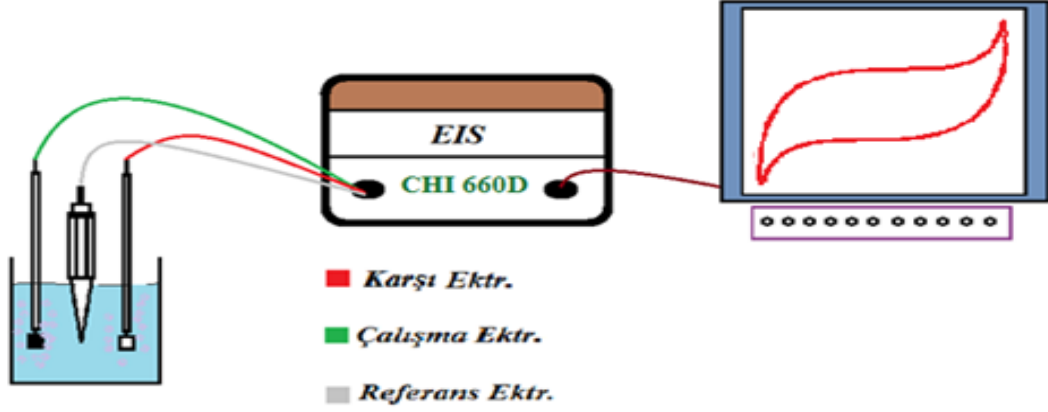 EIS
CHI 660D
Karşı Ektr.
Çalışma Ektr.
Referans Ektr.